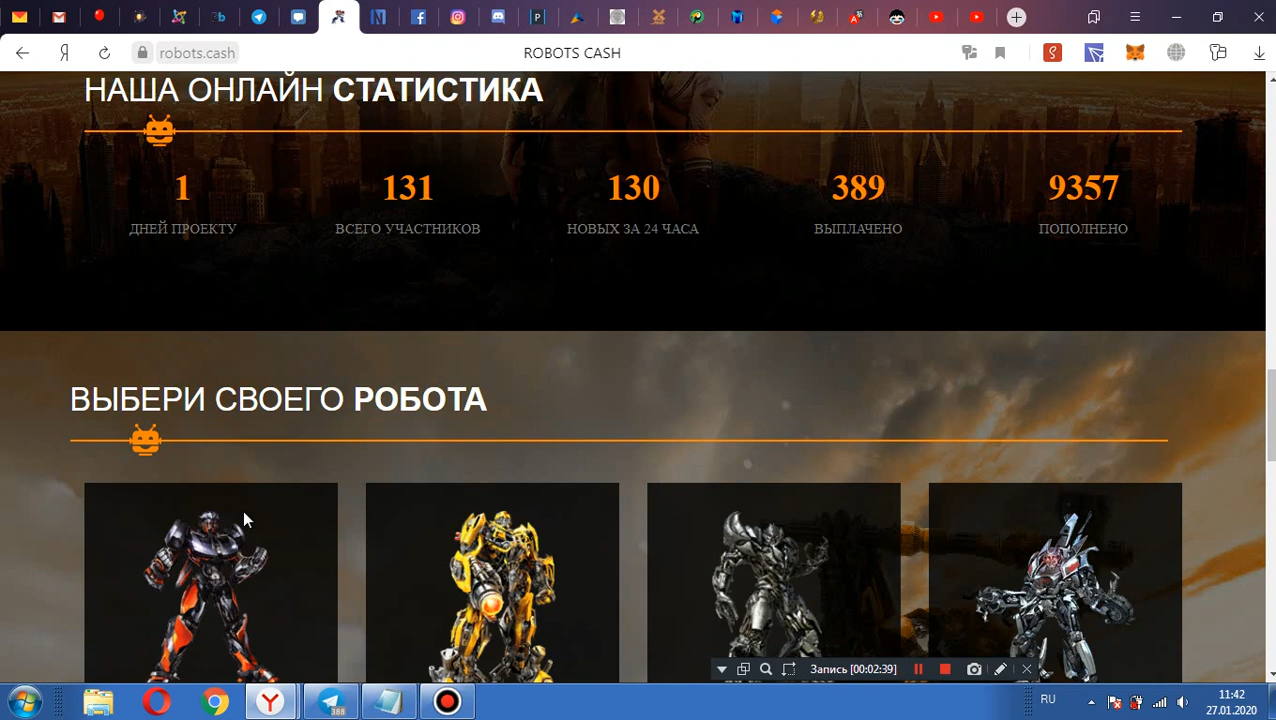 robots.cash
ROBOTS CASH
НАША ОНЛАЙН СТАТИСТИКА
1
131
130
389
9357
ДНЕЙ ПРОЕКТУ
ВСЕГО УЧАСТНИКОВ
НОВЫХ ЗА 24 ЧАСА
ВЫПЛАЧЕНО
ПОПОЛНЕНО
ВЫБЕРИ СВОЕГО РОБОТА
Запись [00:02:39]
388
RU
11:42
27.01.2020